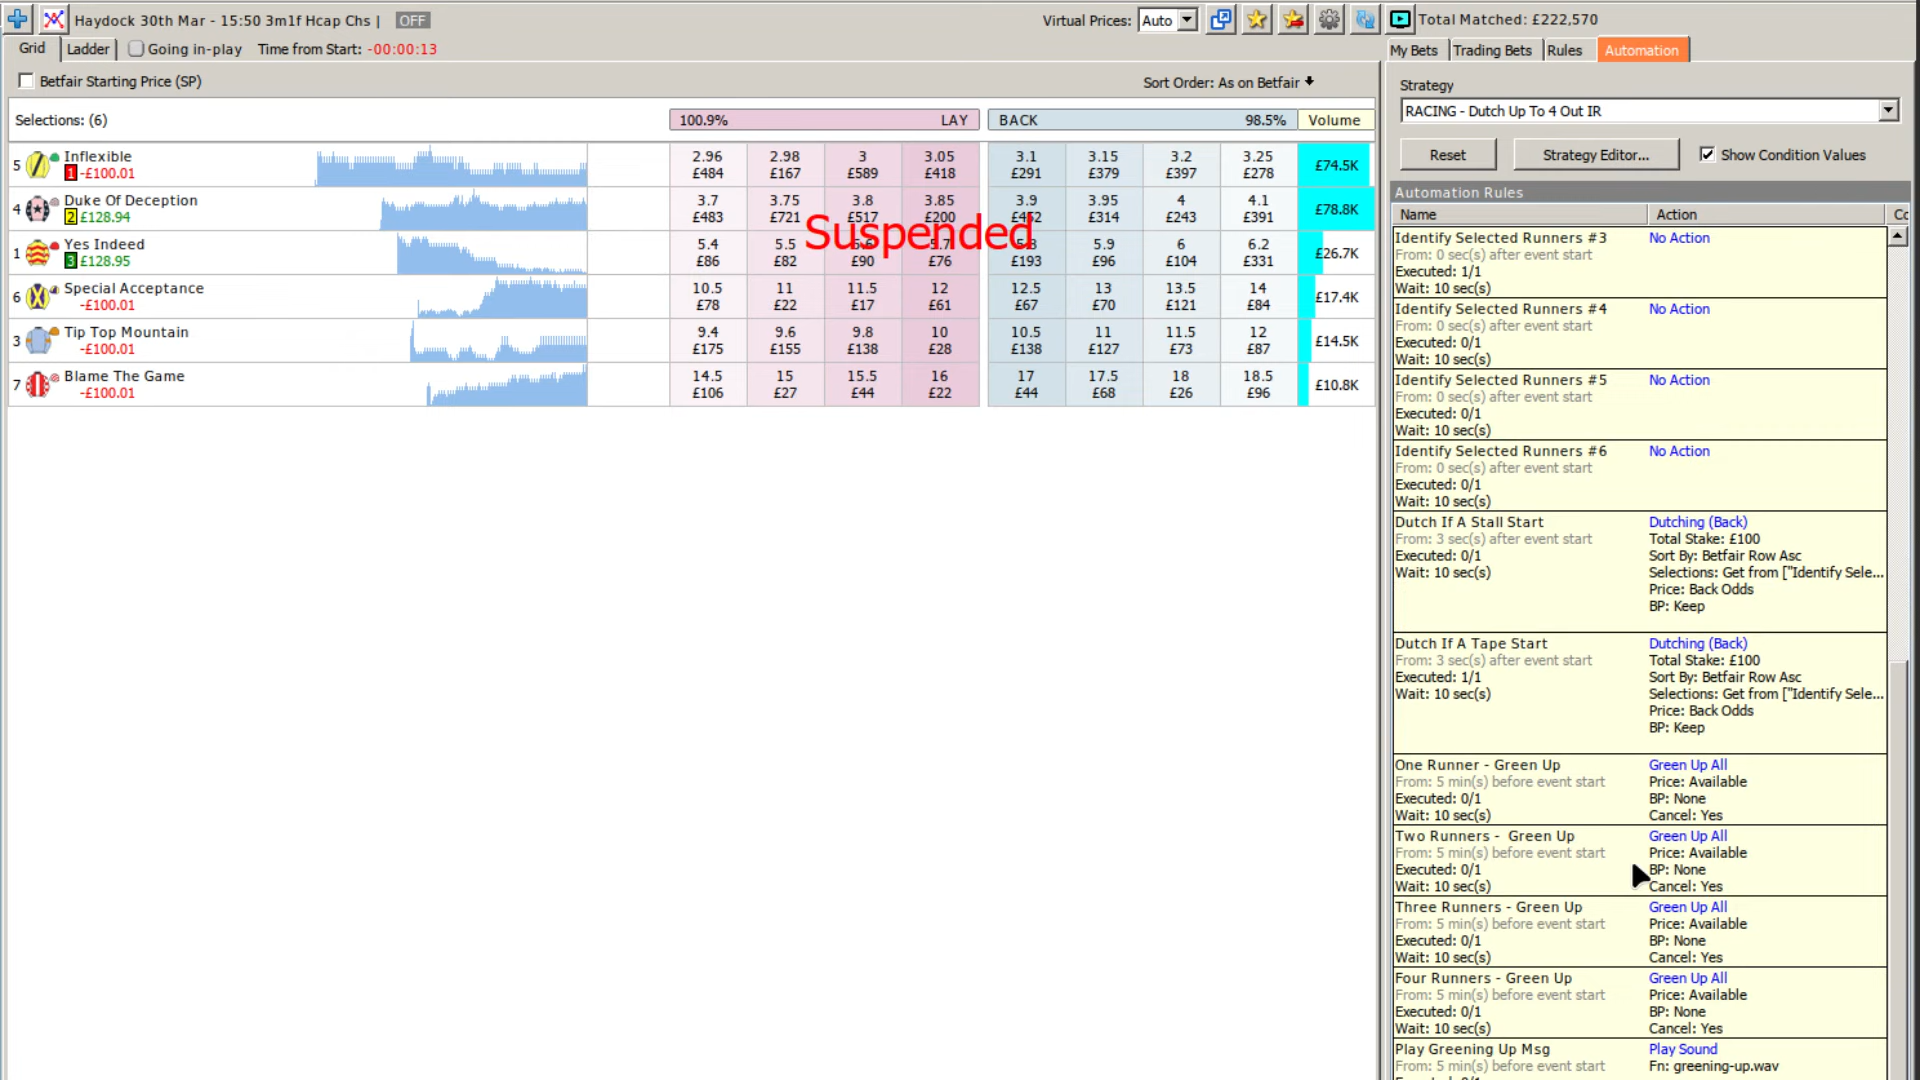 Haydock 30th Mar - 15:50 3m1f Hcap Chs | OFF
Virtual Prices: Auto
Total Matched: £222,570
Grid Ladder Going in-play Time from Start: -00:00:13
My Bets Trading Bets Rules Automation
Betfair Starting Price (SP)
Sort Order: As on Betfair
Strategy
RACING - Dutch Up To 4 Out IR
Reset Strategy Editor... Show Condition Values
Selections: (6) 100.9% LAY BACK 98.5% Volume
5 Inflexible 2.96 2.98 3 3.05 3.1 3.15 3.2 3.25 £74.5K
1 -£100.01 £484 £167 £589 £418 £291 £379 £397 £278
4 Duke Of Deception 3.7 3.75 3.8 3.85 3.9 3.95 4 4.1 £78.8K
2 £128.94 £483 £721 £517 £200 £314 £243 £391
Suspended
1 Yes Indeed 5.4 5.5 5.9 6 6.2 £26.7K
3 £128.95 £86 £82 £90 £76 £193 £96 £104 £331
6 Special Acceptance 10.5 11 11.5 12 12.5 13 13.5 14 £17.4K
-£100.01 £78 £22 £17 £61 £67 £70 £121 £84
3 Tip Top Mountain 9.4 9.6 9.8 10 10.5 11 11.5 12 £14.5K
-£100.01 £175 £155 £138 £28 £138 £127 £73 £87
7 Blame The Game 14.5 15 15.5 16 17 17.5 18 18.5 £10.8K
-£100.01 £106 £27 £44 £22 £44 £68 £26 £96
Automation Rules
Name Action Co
Identify Selected Runners #3 No Action
From: 0 sec(s) after event start
Executed: 1/1
Wait: 10 sec(s)
Identify Selected Runners #4 No Action
From: 0 sec(s) after event start
Executed: 0/1
Wait: 10 sec(s)
Identify Selected Runners #5 No Action
From: 0 sec(s) after event start
Executed: 0/1
Wait: 10 sec(s)
Identify Selected Runners #6 No Action
From: 0 sec(s) after event start
Executed: 0/1
Wait: 10 sec(s)
Dutch If A Stall Start Dutching (Back)
From: 3 sec(s) after event start Total Stake: £100
Executed: 0/1 Sort By: Betfair Row Asc
Wait: 10 sec(s) Selections: Get from ["Identify Sele...
Price: Back Odds
BP: Keep
Dutch If A Tape Start Dutching (Back)
From: 3 sec(s) after event start Total Stake: £100
Executed: 1/1 Sort By: Betfair Row Asc
Wait: 10 sec(s) Selections: Get from ["Identify Sele...
Price: Back Odds
BP: Keep
One Runner - Green Up Green Up All
From: 5 min(s) before event start Price: Available
Executed: 0/1 BP: None
Wait: 10 sec(s) Cancel: Yes
Two Runners - Green Up Green Up All
From: 5 min(s) before event start Price: Available
Executed: 0/1 BP: None
Wait: 10 sec(s) Cancel: Yes
Three Runners - Green Up Green Up All
From: 5 min(s) before event start Price: Available
Executed: 0/1 BP: None
Wait: 10 sec(s) Cancel: Yes
Four Runners - Green Up Green Up All
From: 5 min(s) before event start Price: Available
Executed: 0/1 BP: None
Wait: 10 sec(s) Cancel: Yes
Play Greening Up Msg Play Sound
From: 5 min(s) before event start Fn: greening-up.wav